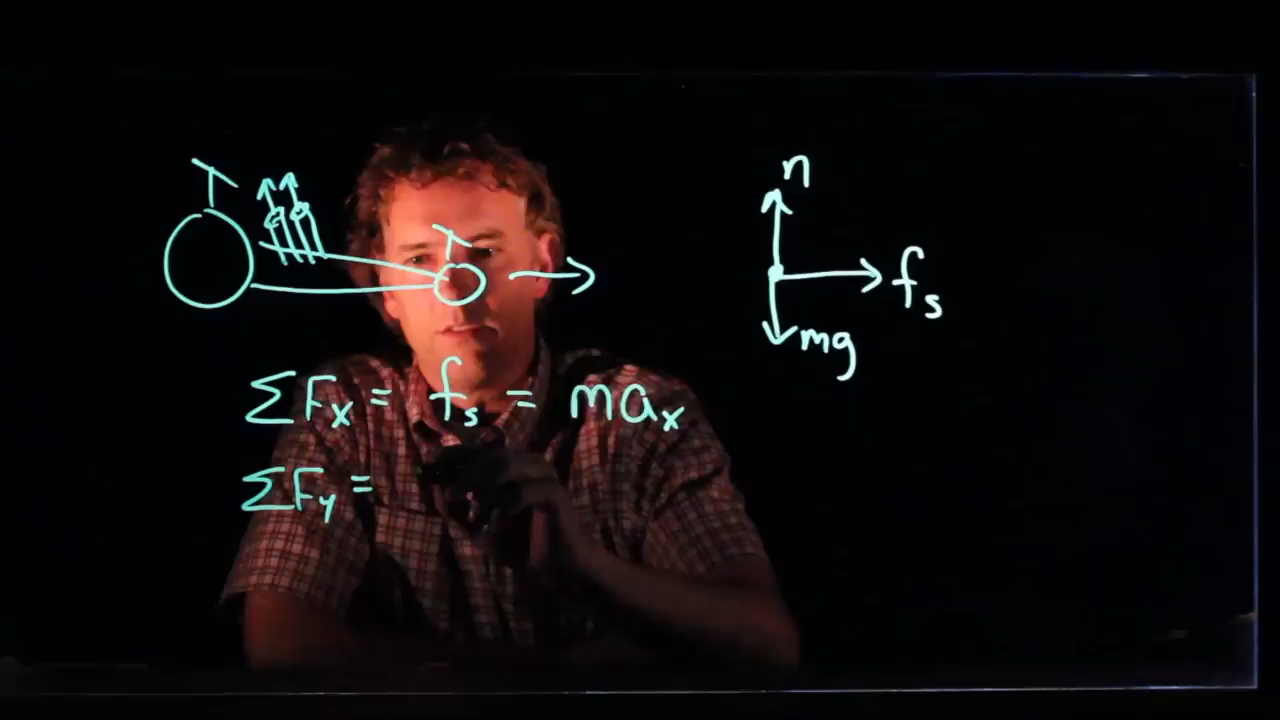 n
f_s
mg
ΣF_x = f_s = ma_x
ΣF_y =